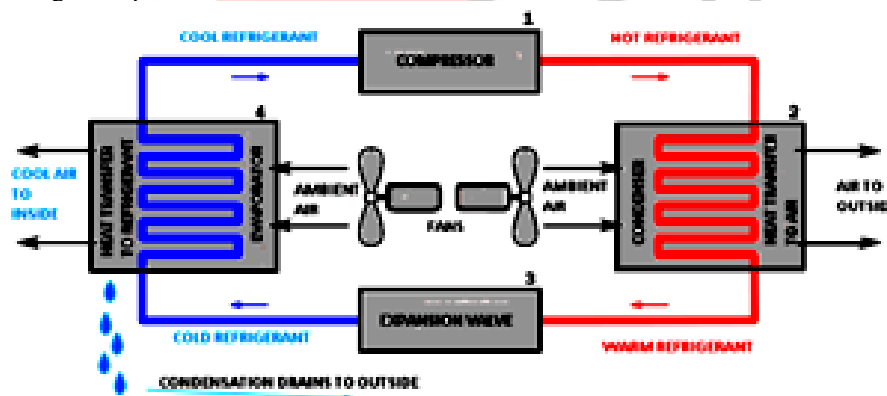 1
COOL REFRIGERANT
HOT REFRIGERANT
COMPRESSOR
4
2
HEAT TRANSFER
TO REFRIGERANT
EVAPORATOR
COOL AIR
TO
INSIDE
AMBIENT
AIR
FANS
AMBIENT
AIR
CONDENSER
HEAT TRANSFER
TO AIR
AIR TO
OUTSIDE
3
EXPANSION VALVE
COLD REFRIGERANT
WARM REFRIGERANT
CONDENSATION DRAINS TO OUTSIDE